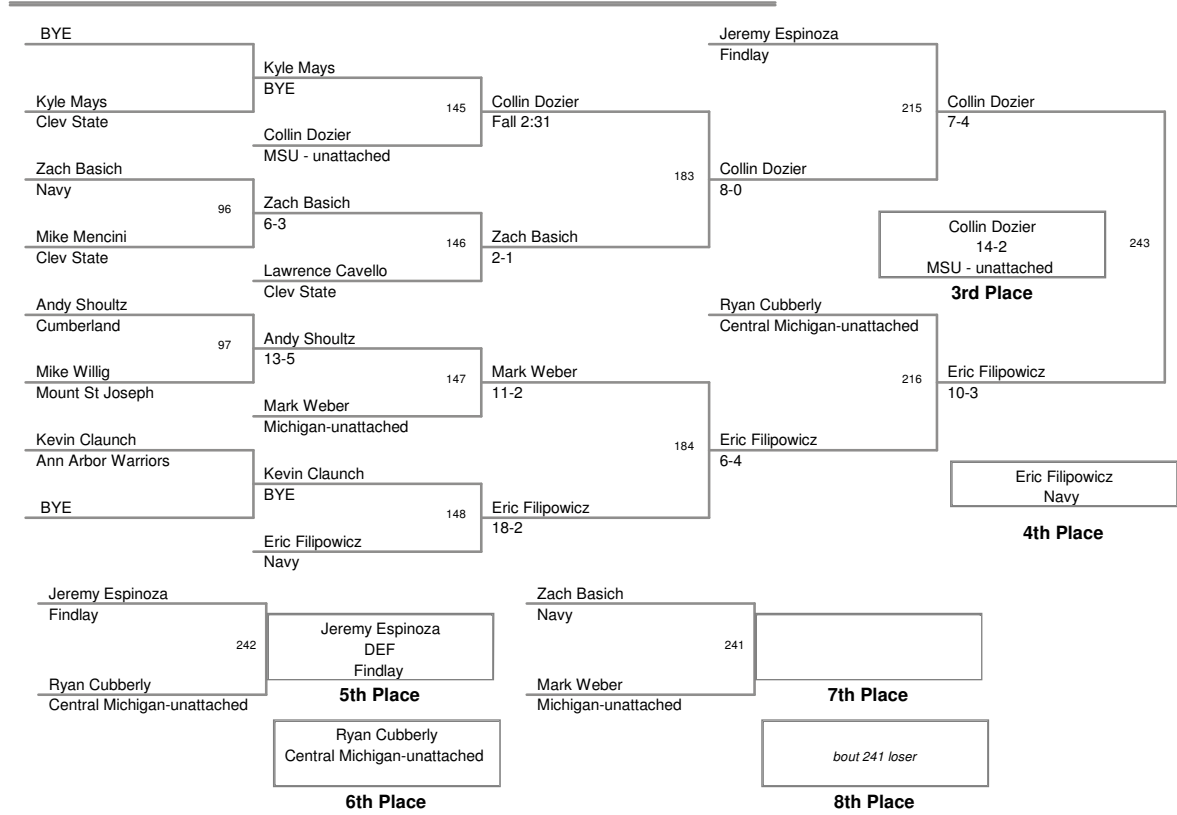 BYE
Kyle Mays
Clev State
Kyle Mays
BYE
145
Collin Dozier
MSU - unattached
Collin Dozier
Fall 2:31
Zach Basich
Navy
96
Mike Mencini
Clev State
Zach Basich
6-3
146
Lawrence Cavello
Clev State
Zach Basich
2-1
183
Collin Dozier
8-0
Jeremy Espinoza
Findlay
215
Collin Dozier
7-4
Andy Shoultz
Cumberland
97
Mike Willig
Mount St Joseph
Andy Shoultz
13-5
147
Mark Weber
Michigan-unattached
Mark Weber
11-2
Kevin Claunch
Ann Arbor Warriors
BYE
Kevin Claunch
BYE
148
Eric Filipowicz
Navy
Eric Filipowicz
18-2
184
Eric Filipowicz
6-4
Ryan Cubberly
Central Michigan-unattached
216
Eric Filipowicz
10-3
243
Collin Dozier
14-2
MSU - unattached
3rd Place
Eric Filipowicz
Navy
4th Place
Jeremy Espinoza
Findlay
242
Ryan Cubberly
Central Michigan-unattached
Jeremy Espinoza
DEF
Findlay
5th Place
Ryan Cubberly
Central Michigan-unattached
6th Place
Zach Basich
Navy
241
Mark Weber
Michigan-unattached
7th Place
bout 241 loser
8th Place